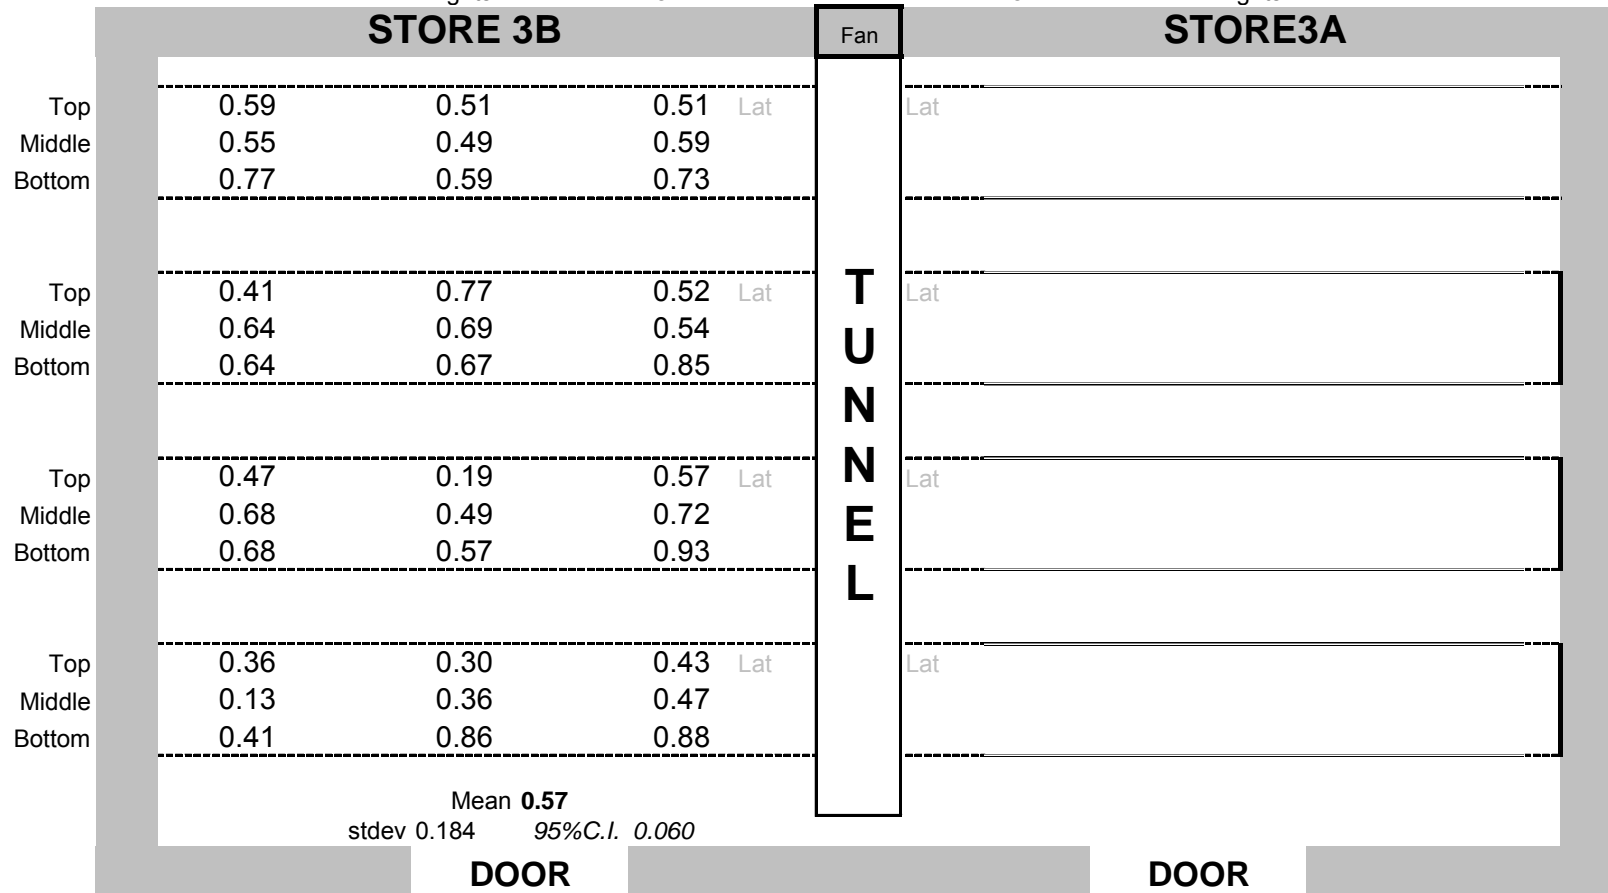 STORE 3B Fan STORE3A
Top 0.59 0.51 0.51 Lat Lat
Middle 0.55 0.49 0.59
Bottom 0.77 0.59 0.73
Top 0.41 0.77 0.52 Lat Lat
Middle 0.64 0.69 0.54
Bottom 0.64 0.67 0.85
Top 0.47 0.19 0.57 Lat Lat
Middle 0.68 0.49 0.72
Bottom 0.68 0.57 0.93
Top 0.36 0.30 0.43 Lat Lat
Middle 0.13 0.36 0.47
Bottom 0.41 0.86 0.88
TUNNEL
Mean 0.57
stdev 0.184 95%C.I. 0.060
DOOR DOOR